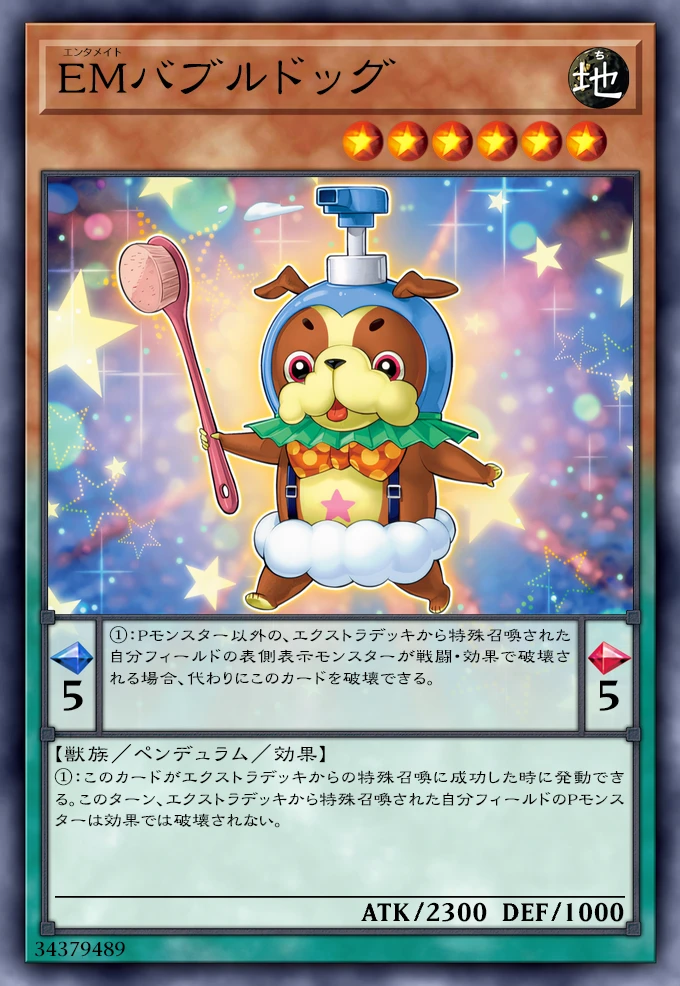 エンタメイト
EMバブルドッグ
ち
地
①：Pモンスター以外の、エクストラデッキから特殊召喚された
自分フィールドの表側表示モンスターが戦闘・効果で破壊さ
れる場合、代わりにこのカードを破壊できる。
5
5
【獣族／ペンデュラム／効果】
①：このカードがエクストラデッキからの特殊召喚に成功した時に発動でき
る。このターン、エクストラデッキから特殊召喚された自分フィールドのPモンス
ターは効果では破壊されない。
ATK/2300 DEF/1000
34379489